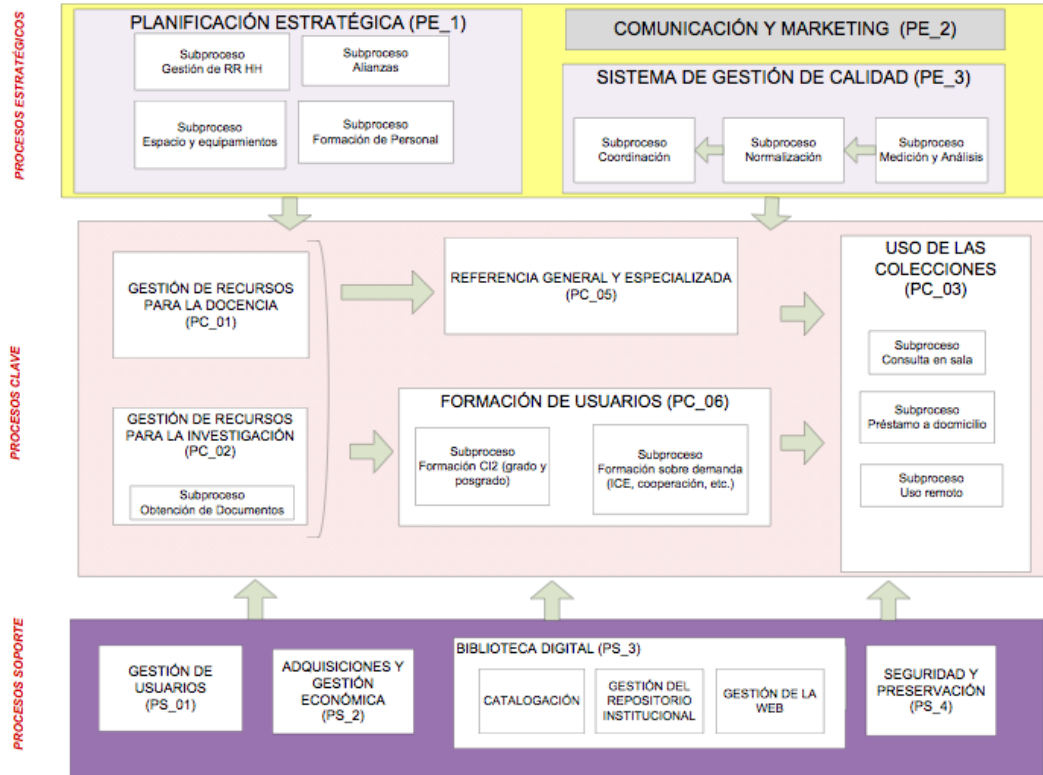 PROCESOS ESTRATÉGICOS
PLANIFICACIÓN ESTRATÉGICA (PE_1)
Subproceso
Gestión de RR HH
Subproceso
Alianzas
Subproceso
Espacio y equipamientos
Subproceso
Formación de Personal
COMUNICACIÓN Y MARKETING (PE_2)
SISTEMA DE GESTIÓN DE CALIDAD (PE_3)
Subproceso
Coordinación
Subproceso
Normalización
Subproceso
Medición y Análisis
PROCESOS CLAVE
GESTIÓN DE RECURSOS
PARA LA DOCENCIA
(PC_01)
GESTIÓN DE RECURSOS
PARA LA INVESTIGACIÓN
(PC_02)
Subproceso
Obtención de Documentos
REFERENCIA GENERAL Y ESPECIALIZADA
(PC_05)
FORMACIÓN DE USUARIOS (PC_06)
Subproceso
Formación CI2 (grado y
posgrado)
Subproceso
Formación sobre demanda
(ICE, cooperación, etc.)
USO DE LAS
COLECCIONES
(PC_03)
Subproceso
Consulta en sala
Subproceso
Préstamo a docmicilio
Subproceso
Uso remoto
PROCESOS SOPORTE
GESTIÓN DE
USUARIOS
(PS_01)
ADQUISICIONES Y
GESTIÓN
ECONÓMICA
(PS_2)
BIBLIOTECA DIGITAL (PS_3)
CATALOGACIÓN
GESTIÓN DEL
REPOSITORIO
INSTITUCIONAL
GESTIÓN DE LA
WEB
SEGURIDAD Y
PRESERVACIÓN
(PS_4)